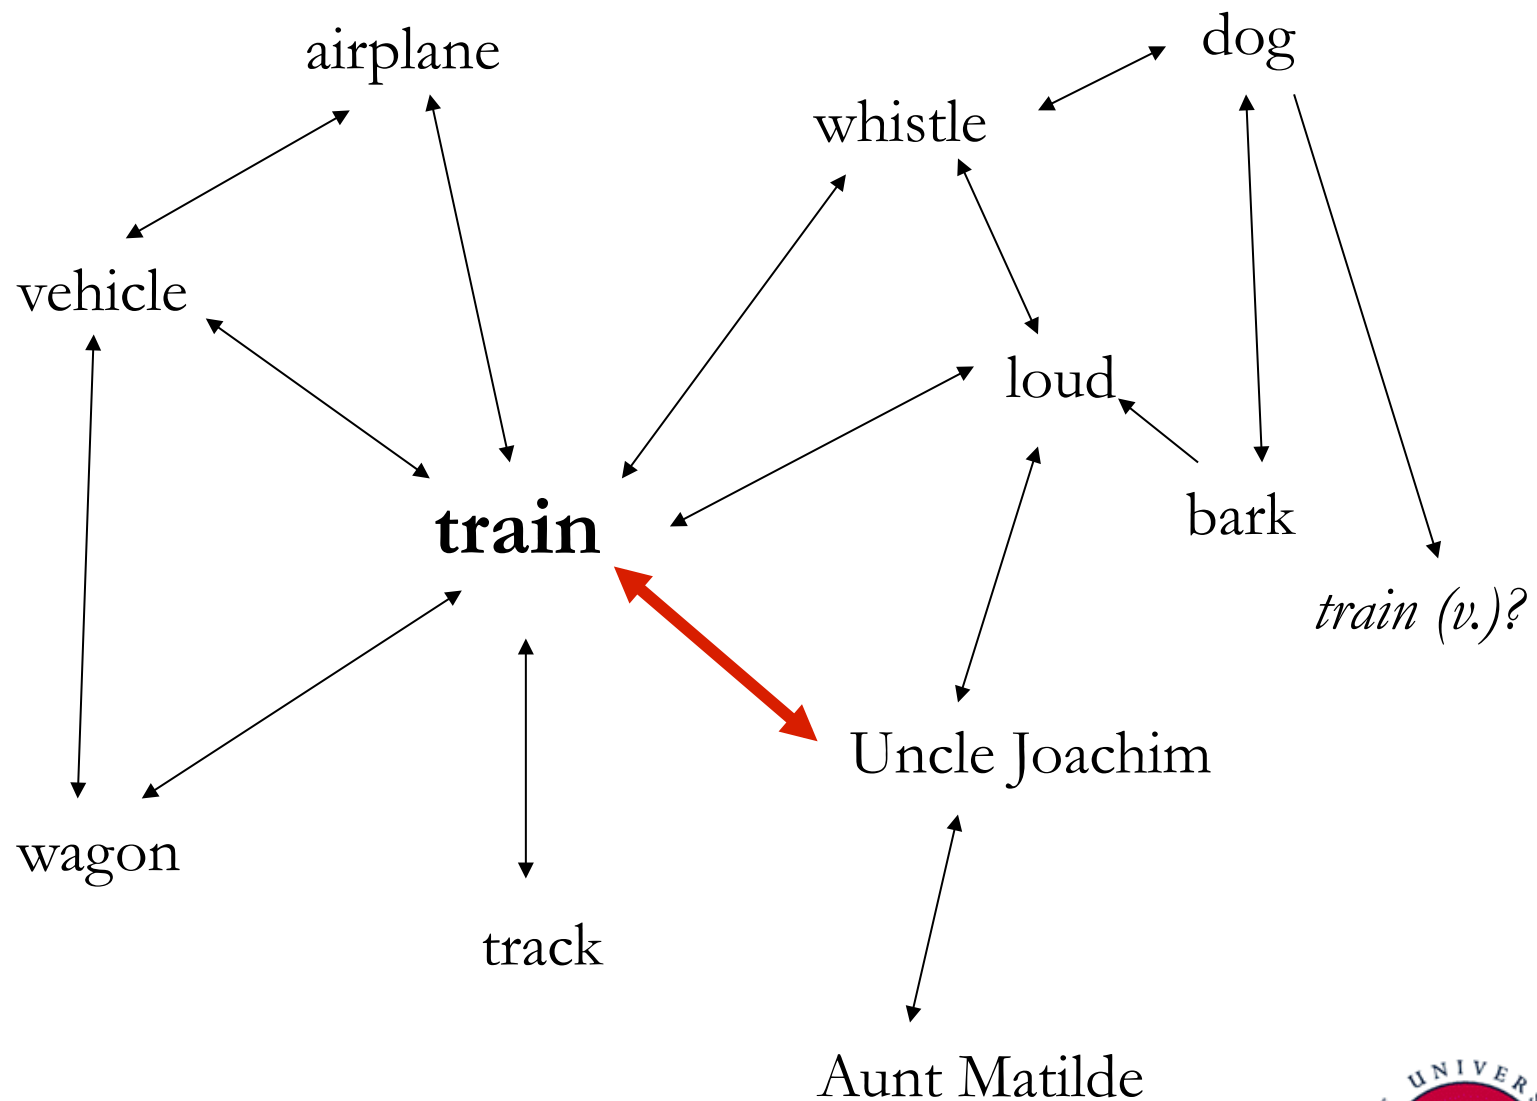 airplane
dog
whistle
vehicle
loud
train
bark
train (v.)?
Uncle Joachim
wagon
track
Aunt Matilde